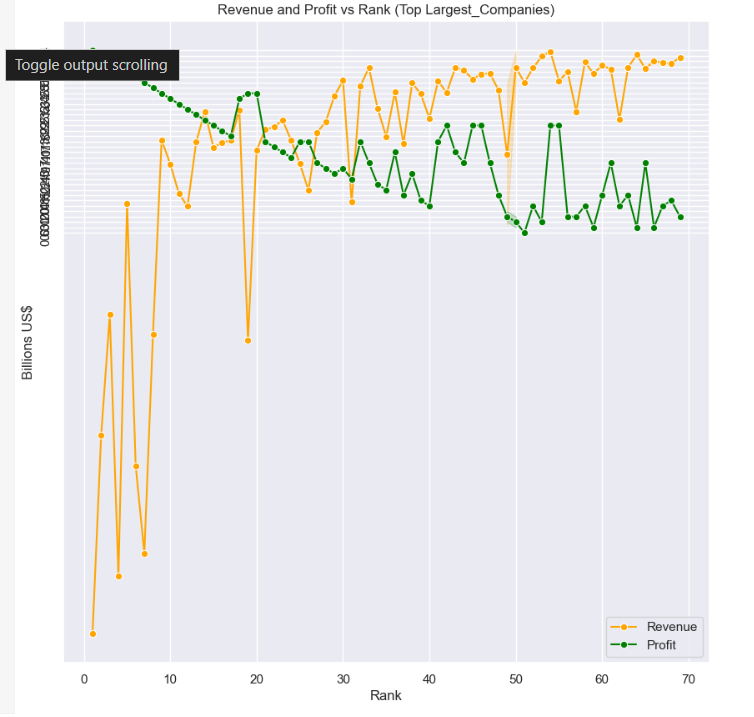 Revenue and Profit vs Rank (Top Largest_Companies)
Toggle output scrolling
Billions US$
0 10 20 30 40 50 60 70
Rank
Revenue
Profit